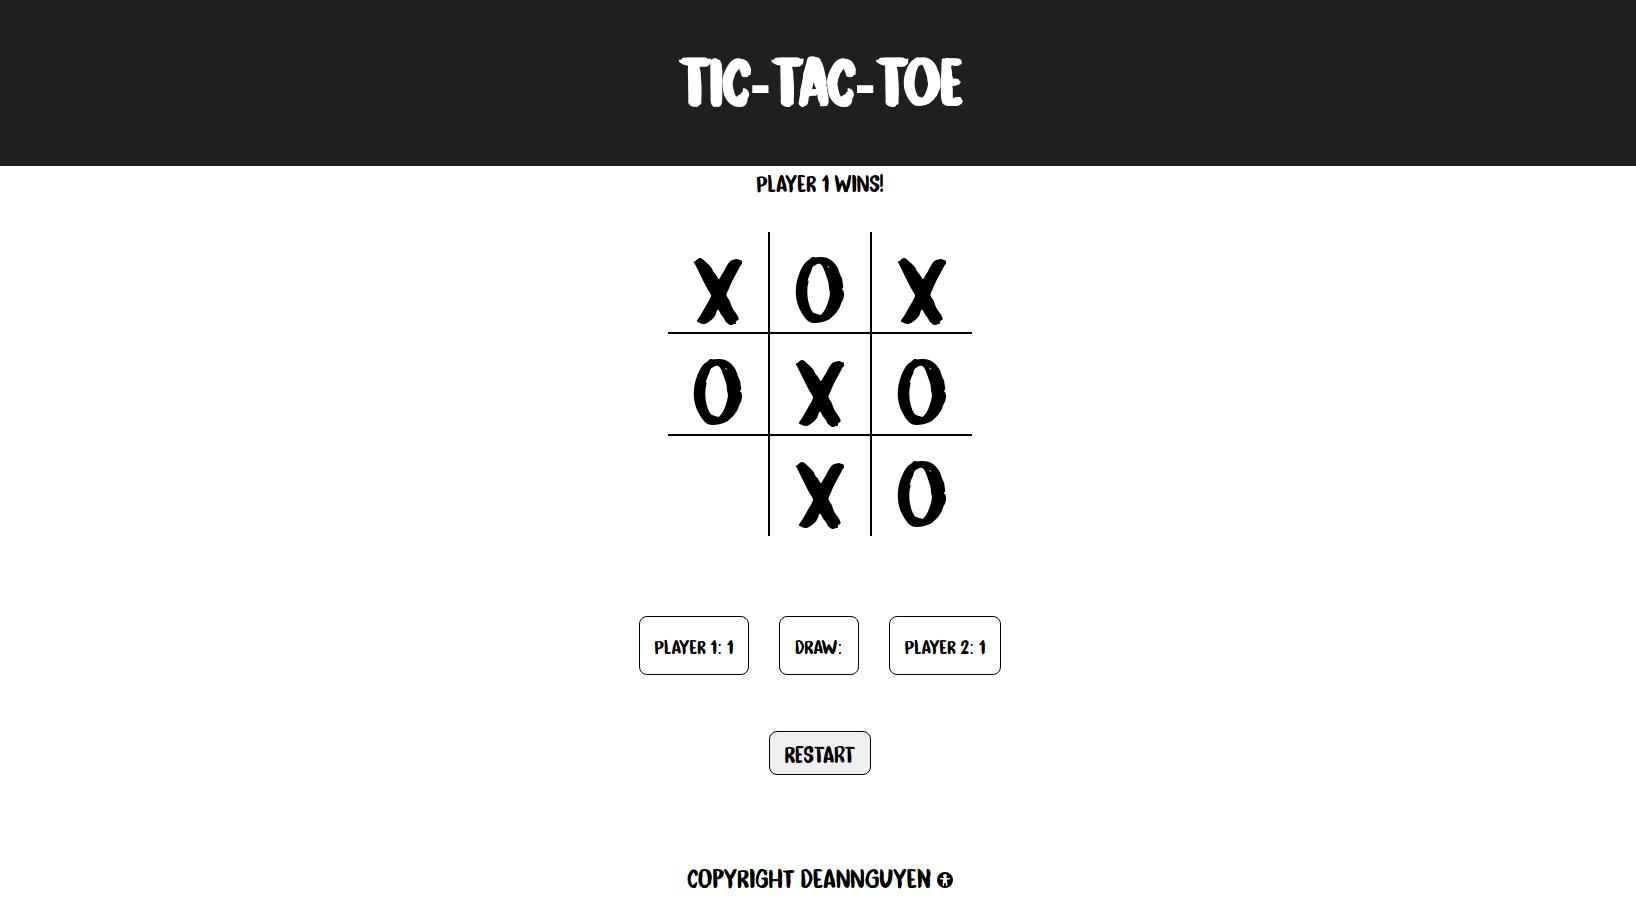 TIC-TAC-TOE
PLAYER 1 WINS!
X O X
O X O
X O
PLAYER 1: 1 DRAW: PLAYER 2: 1
RESTART
COPYRIGHT DEANNGUYEN